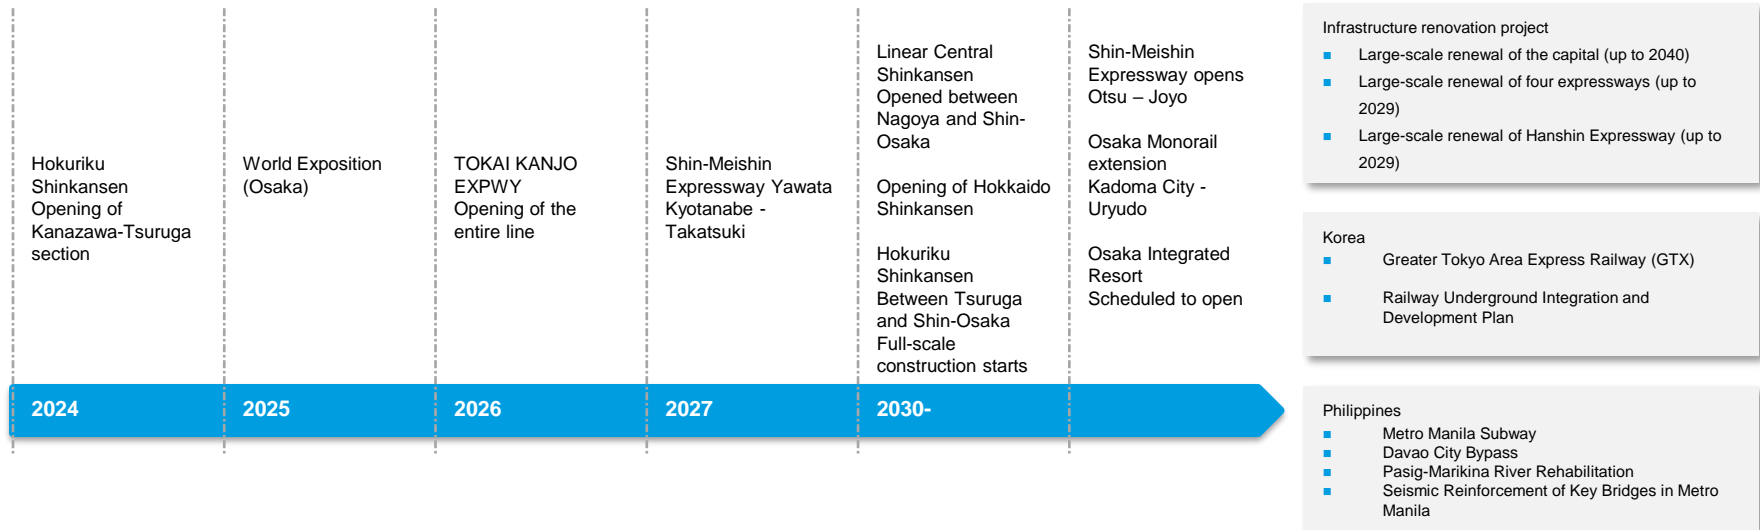 Hokuriku
Shinkansen
Opening of
Kanazawa-Tsuruga
section
World Exposition
(Osaka)
TOKAI KANJO
EXPWY
Opening of the
entire line
Shin-Meishin
Expressway Yawata
Kyotanabe -
Takatsuki
Linear Central
Shinkansen
Opened between
Nagoya and Shin-
Osaka
Opening of Hokkaido
Shinkansen
Hokuriku
Shinkansen
Between Tsuruga
and Shin-Osaka
Full-scale
construction starts
Shin-Meishin
Expressway opens
Otsu – Joyo
Osaka Monorail
extension
Kadoma City -
Uryudo
Osaka Integrated
Resort
Scheduled to open
2024
2025
2026
2027
2030-
Infrastructure renovation project
Large-scale renewal of the capital (up to 2040)
Large-scale renewal of four expressways (up to
2029)
Large-scale renewal of Hanshin Expressway (up to
2029)
Korea
Greater Tokyo Area Express Railway (GTX)
Railway Underground Integration and
Development Plan
Philippines
Metro Manila Subway
Davao City Bypass
Pasig-Marikina River Rehabilitation
Seismic Reinforcement of Key Bridges in Metro
Manila